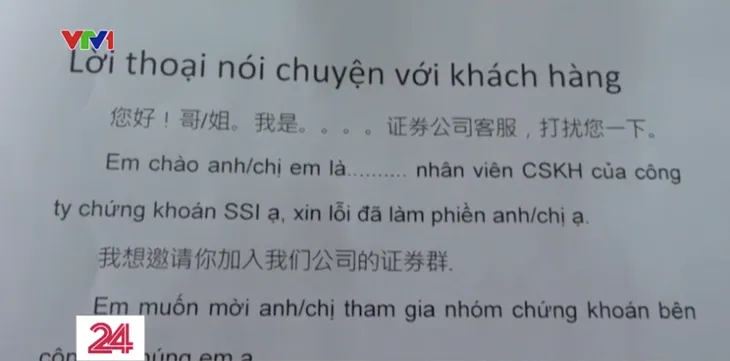 VTV1
Lời thoại nói chuyện với khách hàng
您好！哥/姐。我是。。。。证券公司客服，打扰您一下。
Em chào anh/chị em là.......... nhân viên CSKH của công
ty chứng khoán SSI ạ, xin lỗi đã làm phiền anh/chị ạ.
我想邀请你加入我们公司的证券群.
Em muốn mời anh/chị tham gia nhóm chứng khoán bên
24